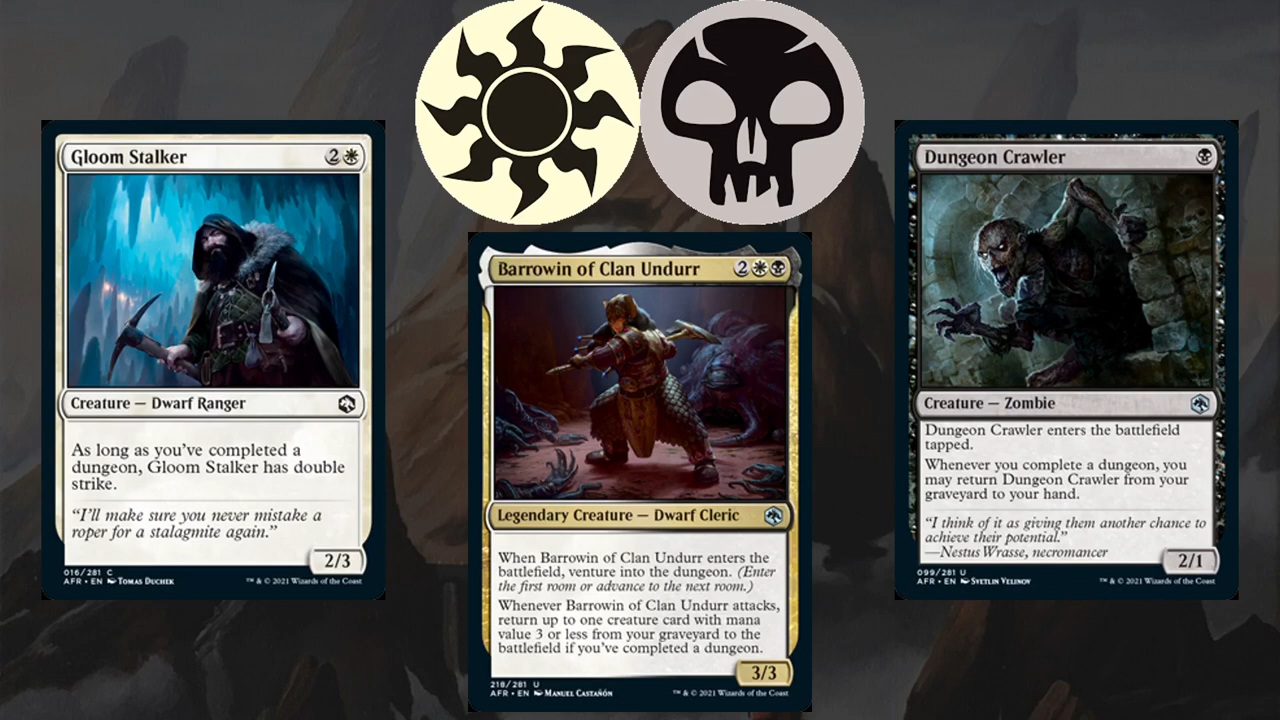 Gloom Stalker 2
Creature — Dwarf Ranger
As long as you've completed a
dungeon, Gloom Stalker has double
strike.
“I'll make sure you never mistake a
roper for a stalagmite again.”
2/3
016/281 C
AFR • EN Tomas Duchek ™ & © 2021 Wizards of the Coast
Barrowin of Clan Undurr 2
Legendary Creature — Dwarf Cleric
When Barrowin of Clan Undurr enters the
battlefield, venture into the dungeon. (Enter
the first room or advance to the next room.)
Whenever Barrowin of Clan Undurr attacks,
return up to one creature card with mana
value 3 or less from your graveyard to the
battlefield if you've completed a dungeon.
3/3
218/281 U
AFR • EN Manuel Castañón ™ & © 2021 Wizards of the Coast
Dungeon Crawler
Creature — Zombie
Dungeon Crawler enters the battlefield
tapped.
Whenever you complete a dungeon, you
may return Dungeon Crawler from your
graveyard to your hand.
“I think of it as giving them another chance to
achieve their potential.”
—Nestus Wrasse, necromancer
2/1
099/281 U
AFR • EN Svetlin Velinov ™ & © 2021 Wizards of the Coast